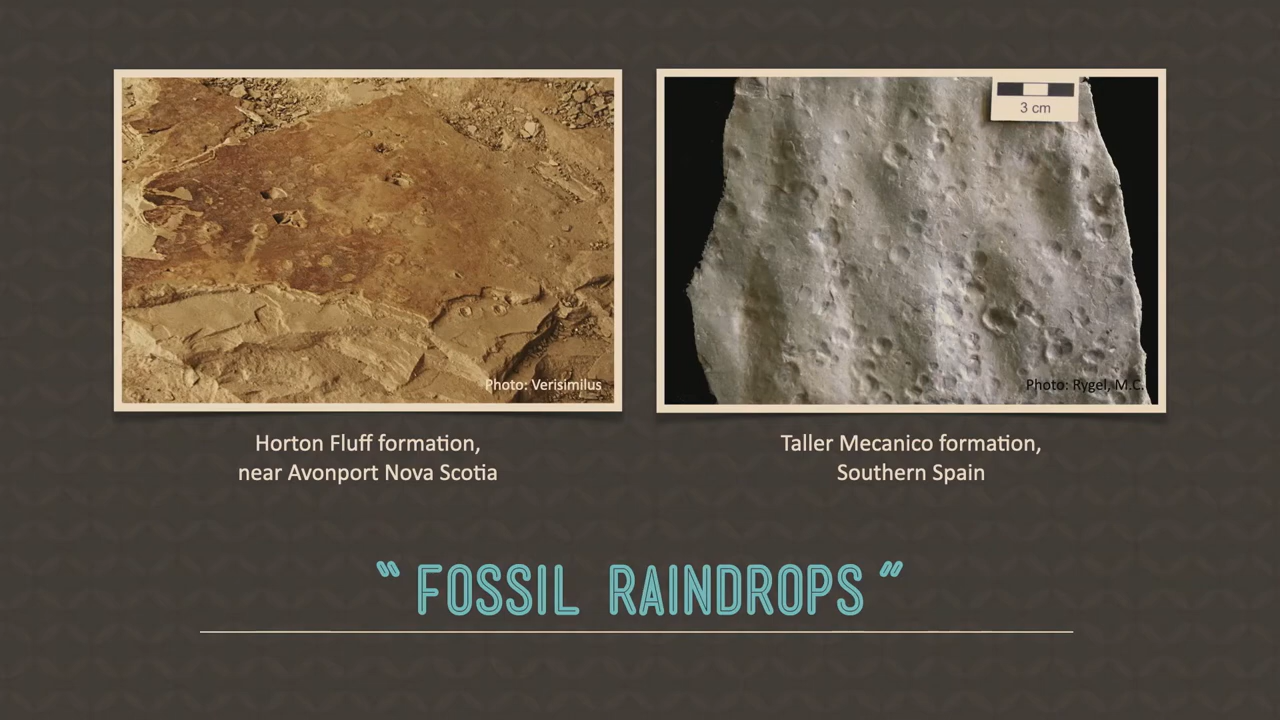 3 cm
Photo: Verisimilus
Photo: Rygel, M.C.
Horton Fluff formation,
near Avonport Nova Scotia
Taller Mecanico formation,
Southern Spain
" FOSSIL RAINDROPS "